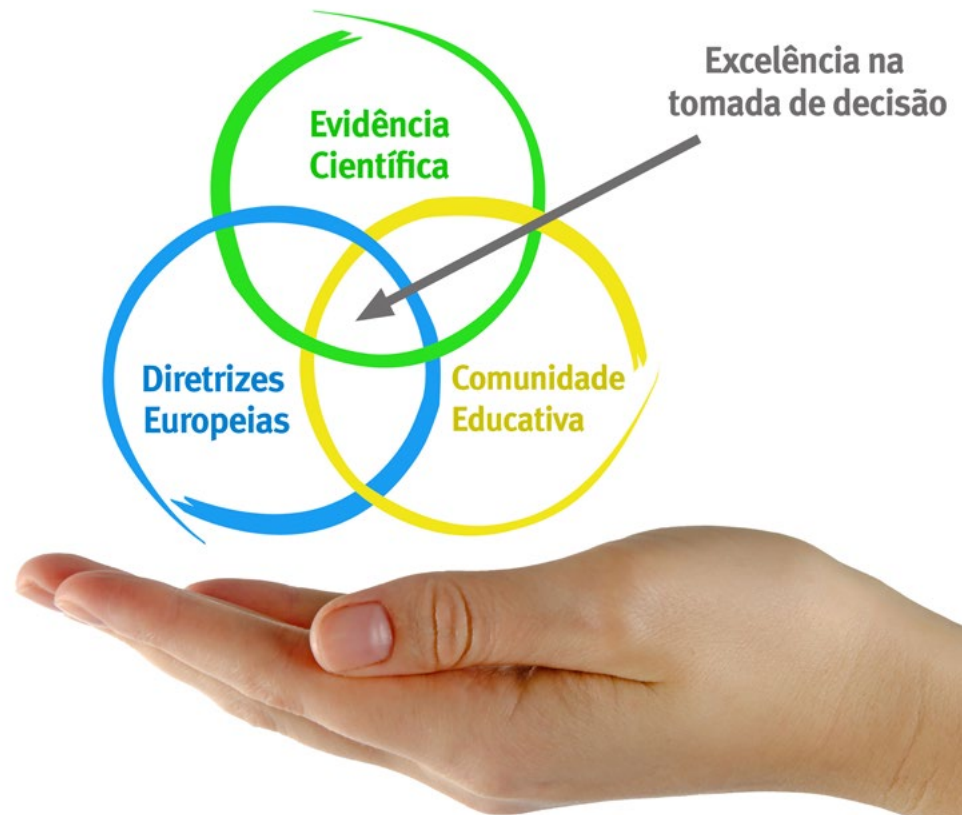 Excelência na
tomada de decisão
Evidência
Científica
Diretrizes
Europeias
Comunidade
Educativa